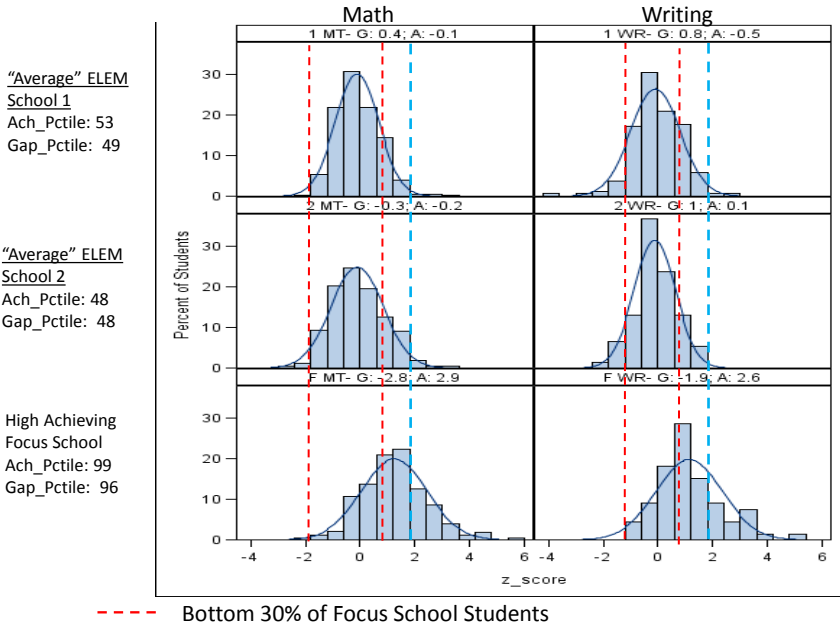 Math Writing
1 MT- G: 0.4; A: -0.1 1 WR- G: 0.8; A: -0.5
"Average" ELEM
School 1
Ach_Pctile: 53
Gap_Pctile: 49
30
20
10
0
2 MT- G: -0.3; A: -0.2 2 WR- G: 1; A: 0.1
"Average" ELEM
School 2
Ach_Pctile: 48
Gap_Pctile: 48
Percent of Students
30
20
10
0
F MT- G: -2.8; A: 2.9 F WR- G: -1.9; A: 2.6
High Achieving
Focus School
Ach_Pctile: 99
Gap_Pctile: 96
30
20
10
0
-4 -2 0 2 4 6 -4 -2 0 2 4 6
z_score
Bottom 30% of Focus School Students